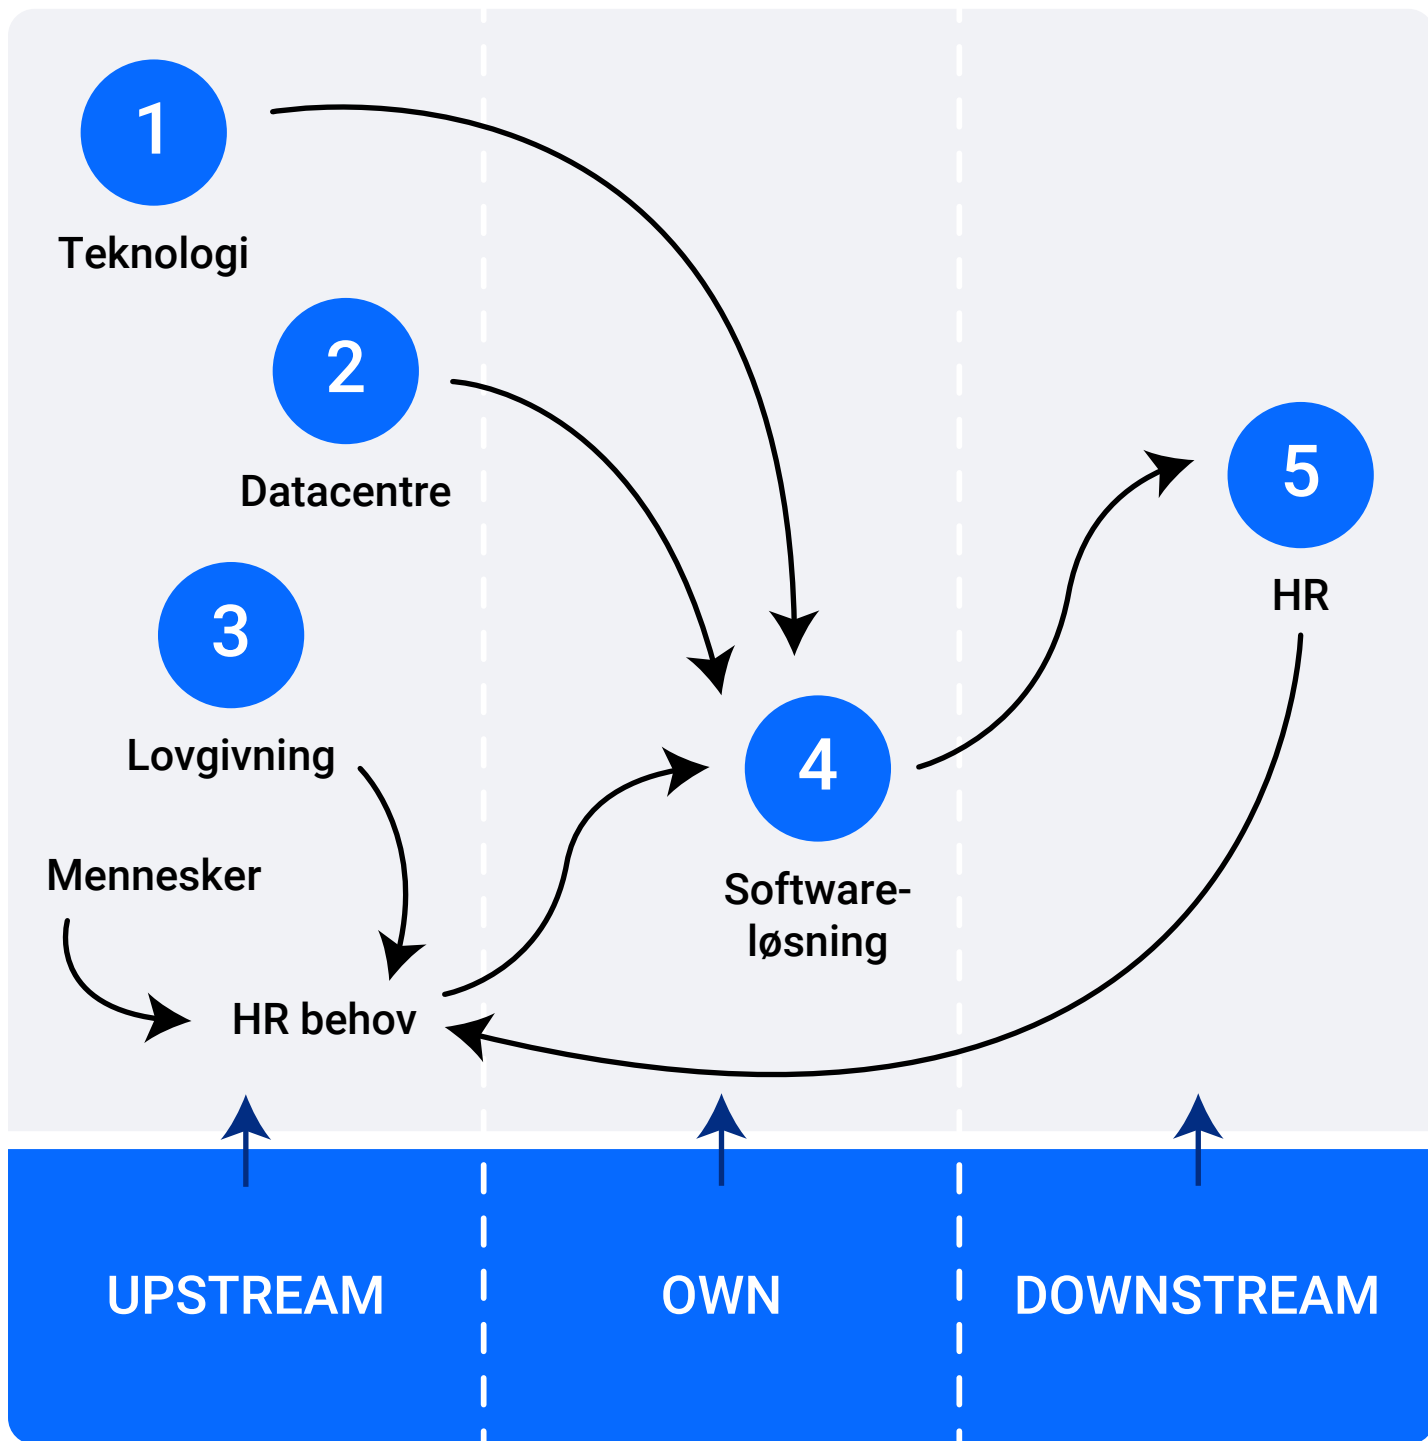 1
Teknologi
2
Datacentre
3
Lovgivning
Mennesker
HR behov
4
Software-
løsning
5
HR
UPSTREAM
OWN
DOWNSTREAM